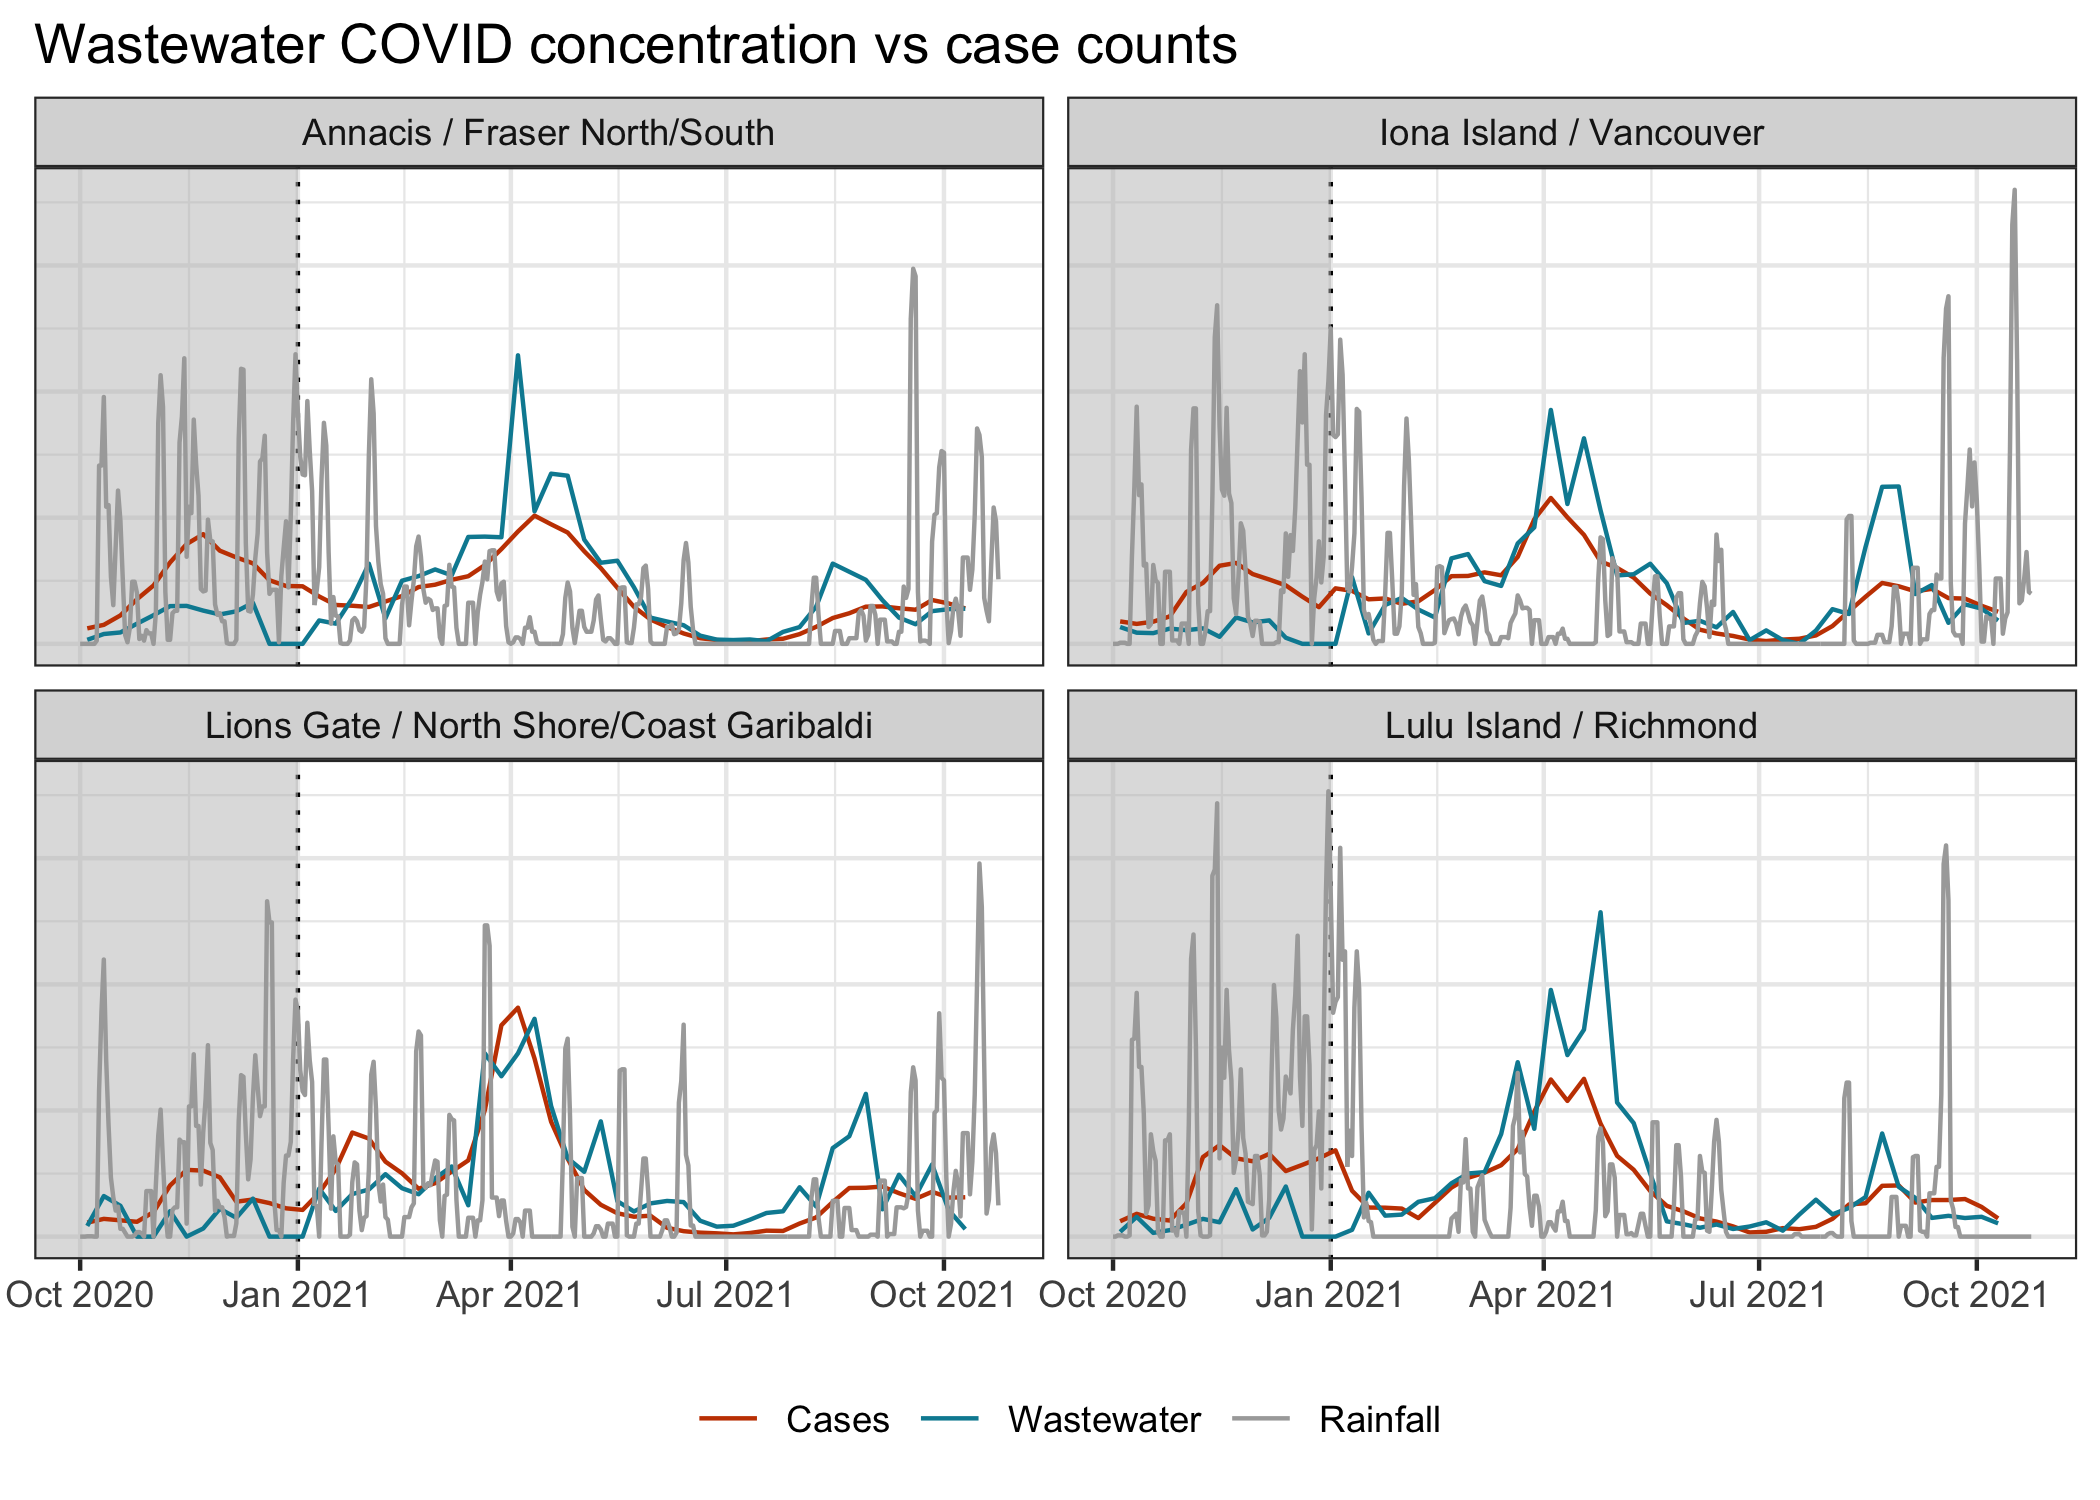 Wastewater COVID concentration vs case counts
Annacis / Fraser North/South
Iona Island / Vancouver
Lions Gate / North Shore/Coast Garibaldi
Lulu Island / Richmond
Oct 2020 Jan 2021 Apr 2021 Jul 2021 Oct 2021 Oct 2020 Jan 2021 Apr 2021 Jul 2021 Oct 2021
Cases Wastewater Rainfall